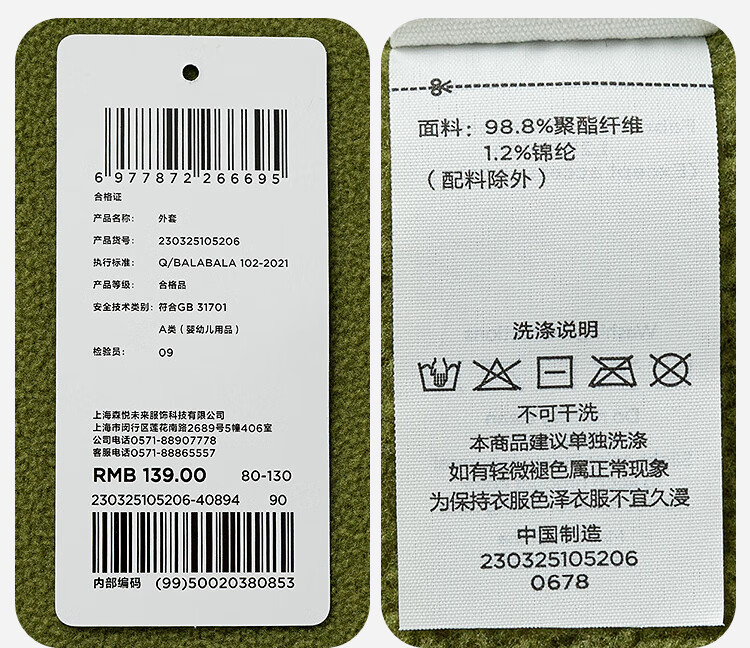 6 977872 266695
合格证
产品名称: 外套
产品货号: 230325105206
执行标准: Q/BALABALA 102-2021
产品等级: 合格品
安全技术类别: 符合GB 31701
A类（婴幼儿用品）
检验员: 09
上海森悦未来服饰科技有限公司
上海市闵行区莲花南路2689号5幢406室
公司电话0571-88907778
客服电话0571-88865557
RMB 139.00 80-130
230325105206-40894 90
内部编码 (99)50020380853
面料: 98.8%聚酯纤维
1.2%锦纶
（配料除外）
洗涤说明
不可干洗
本商品建议单独洗涤
如有轻微褪色属正常现象
为保持衣服色泽衣服不宜久浸
中国制造
230325105206
0678